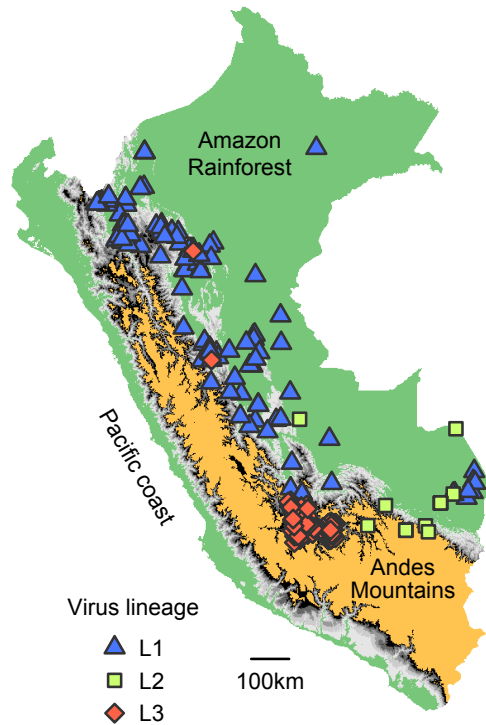 Amazon
Rainforest
Pacific coast
Andes
Mountains
Virus lineage
L1
L2
L3
100km